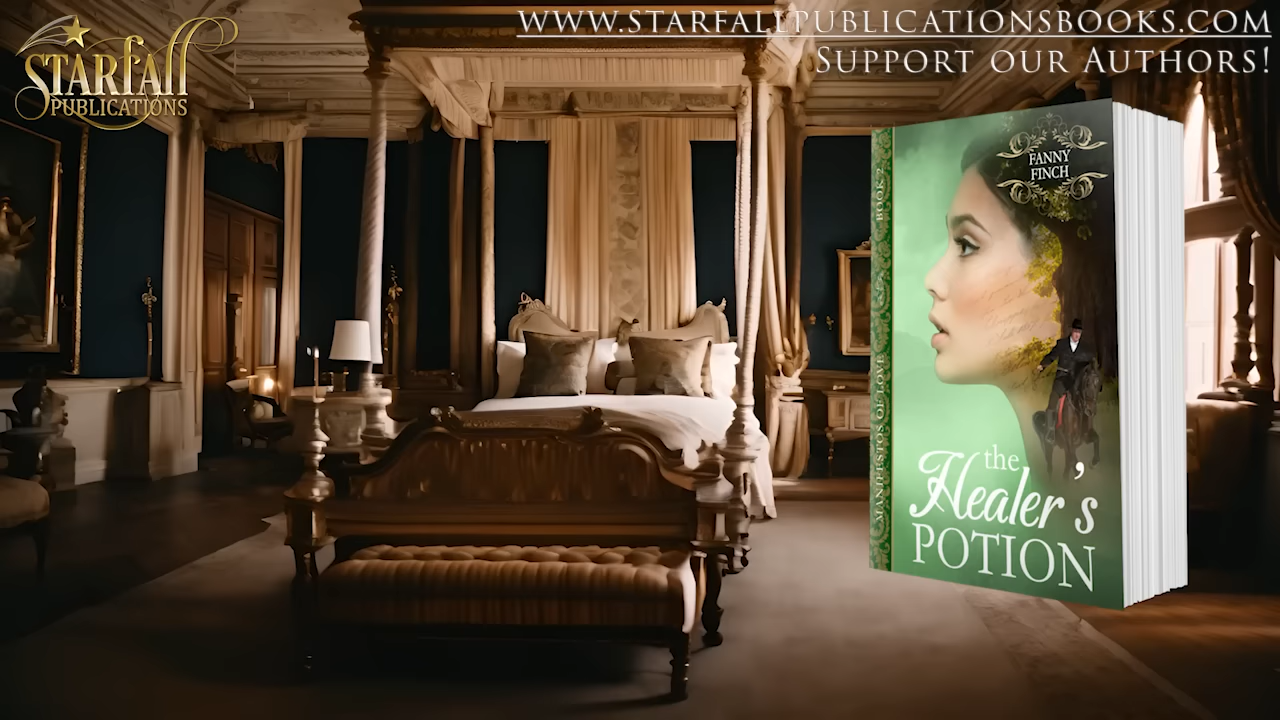 STARfall
PUBLICATIONS
WWW.STARFALLPUBLICATIONSBOOKS.COM
SUPPORT OUR AUTHORS!
BOOK 2
MANIFESTOS OF LOVE
FANNY
FINCH
the
Healer's
POTION